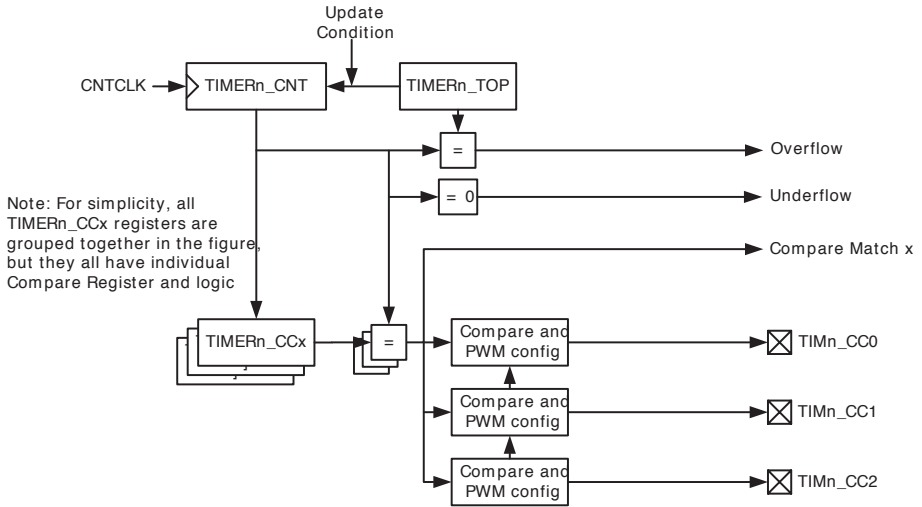 Update
Condition
CNTCLK
TIMERn_CNT
TIMERn_TOP
=
Overflow
= 0
Underflow
Note: For simplicity, all
TIMERn_CCx registers are
grouped together in the figure,
but they all have individual
Compare Register and logic
Compare Match x
TIMERn_CCx
=
Compare and
PWM config
TIMn_CC0
Compare and
PWM config
TIMn_CC1
Compare and
PWM config
TIMn_CC2